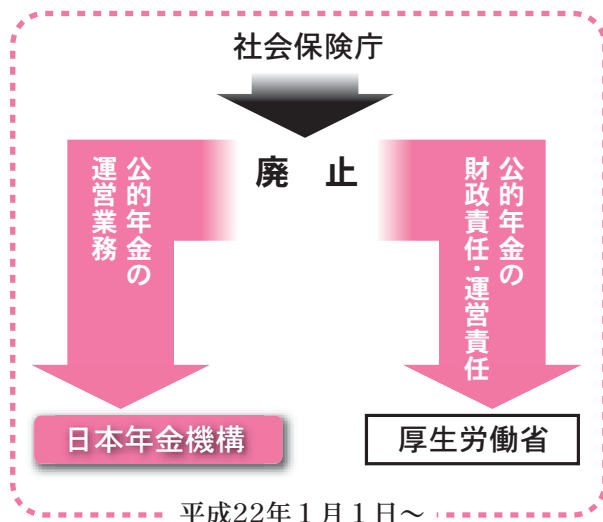 社会保険庁
廃　止
公的年金の
運営業務
公的年金の
財政責任・運営責任
日本年金機構
厚生労働省
平成22年１月１日～